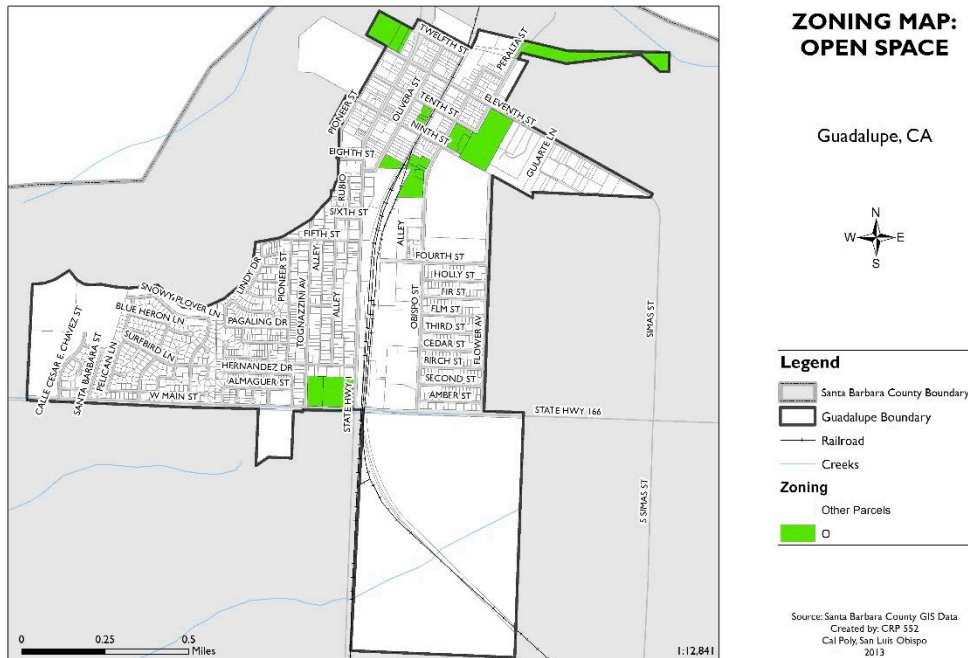 ZONING MAP:
OPEN SPACE
Guadalupe, CA
N
W E
S
TWELFTH ST
PERALTA ST
OLIVERA ST
PIONEER ST
TENTH ST
ELEVENTH ST
NINTH ST
GULARTE LN
EIGHTH ST
RUBIO
SIXTH ST
FIFTH ST
ALLEY
ALLEY
FOURTH ST
LINDY DR
PIONEER ST
HOLLY ST
TOGNAZZINI AV
ALLEY
FIR ST
SNOWY PLOVER LN
OBISPO ST
FLM ST
SIMAS ST
BLUE HERON LN
PAGALING DR
THIRD ST
FLOWER AV
CALLE CESAR E. CHAVEZ ST
SANTA BARBARA ST
PELICAN LN
SURFBIRD LN
CEDAR ST
HERNANDEZ DR
RIRCH ST
ALMAGUER ST
SECOND ST
W MAIN ST
STATE HWY 1
AMBER ST
STATE HWY 166
S SIMAS ST
Legend
Santa Barbara County Boundary
Guadalupe Boundary
Railroad
Creeks
Zoning
Other Parcels
O
0 0.25 0.5
Miles
1:12,841
Source: Santa Barbara County GIS Data
Created by: CRP 552
Cal Poly, San Luis Obispo
2013